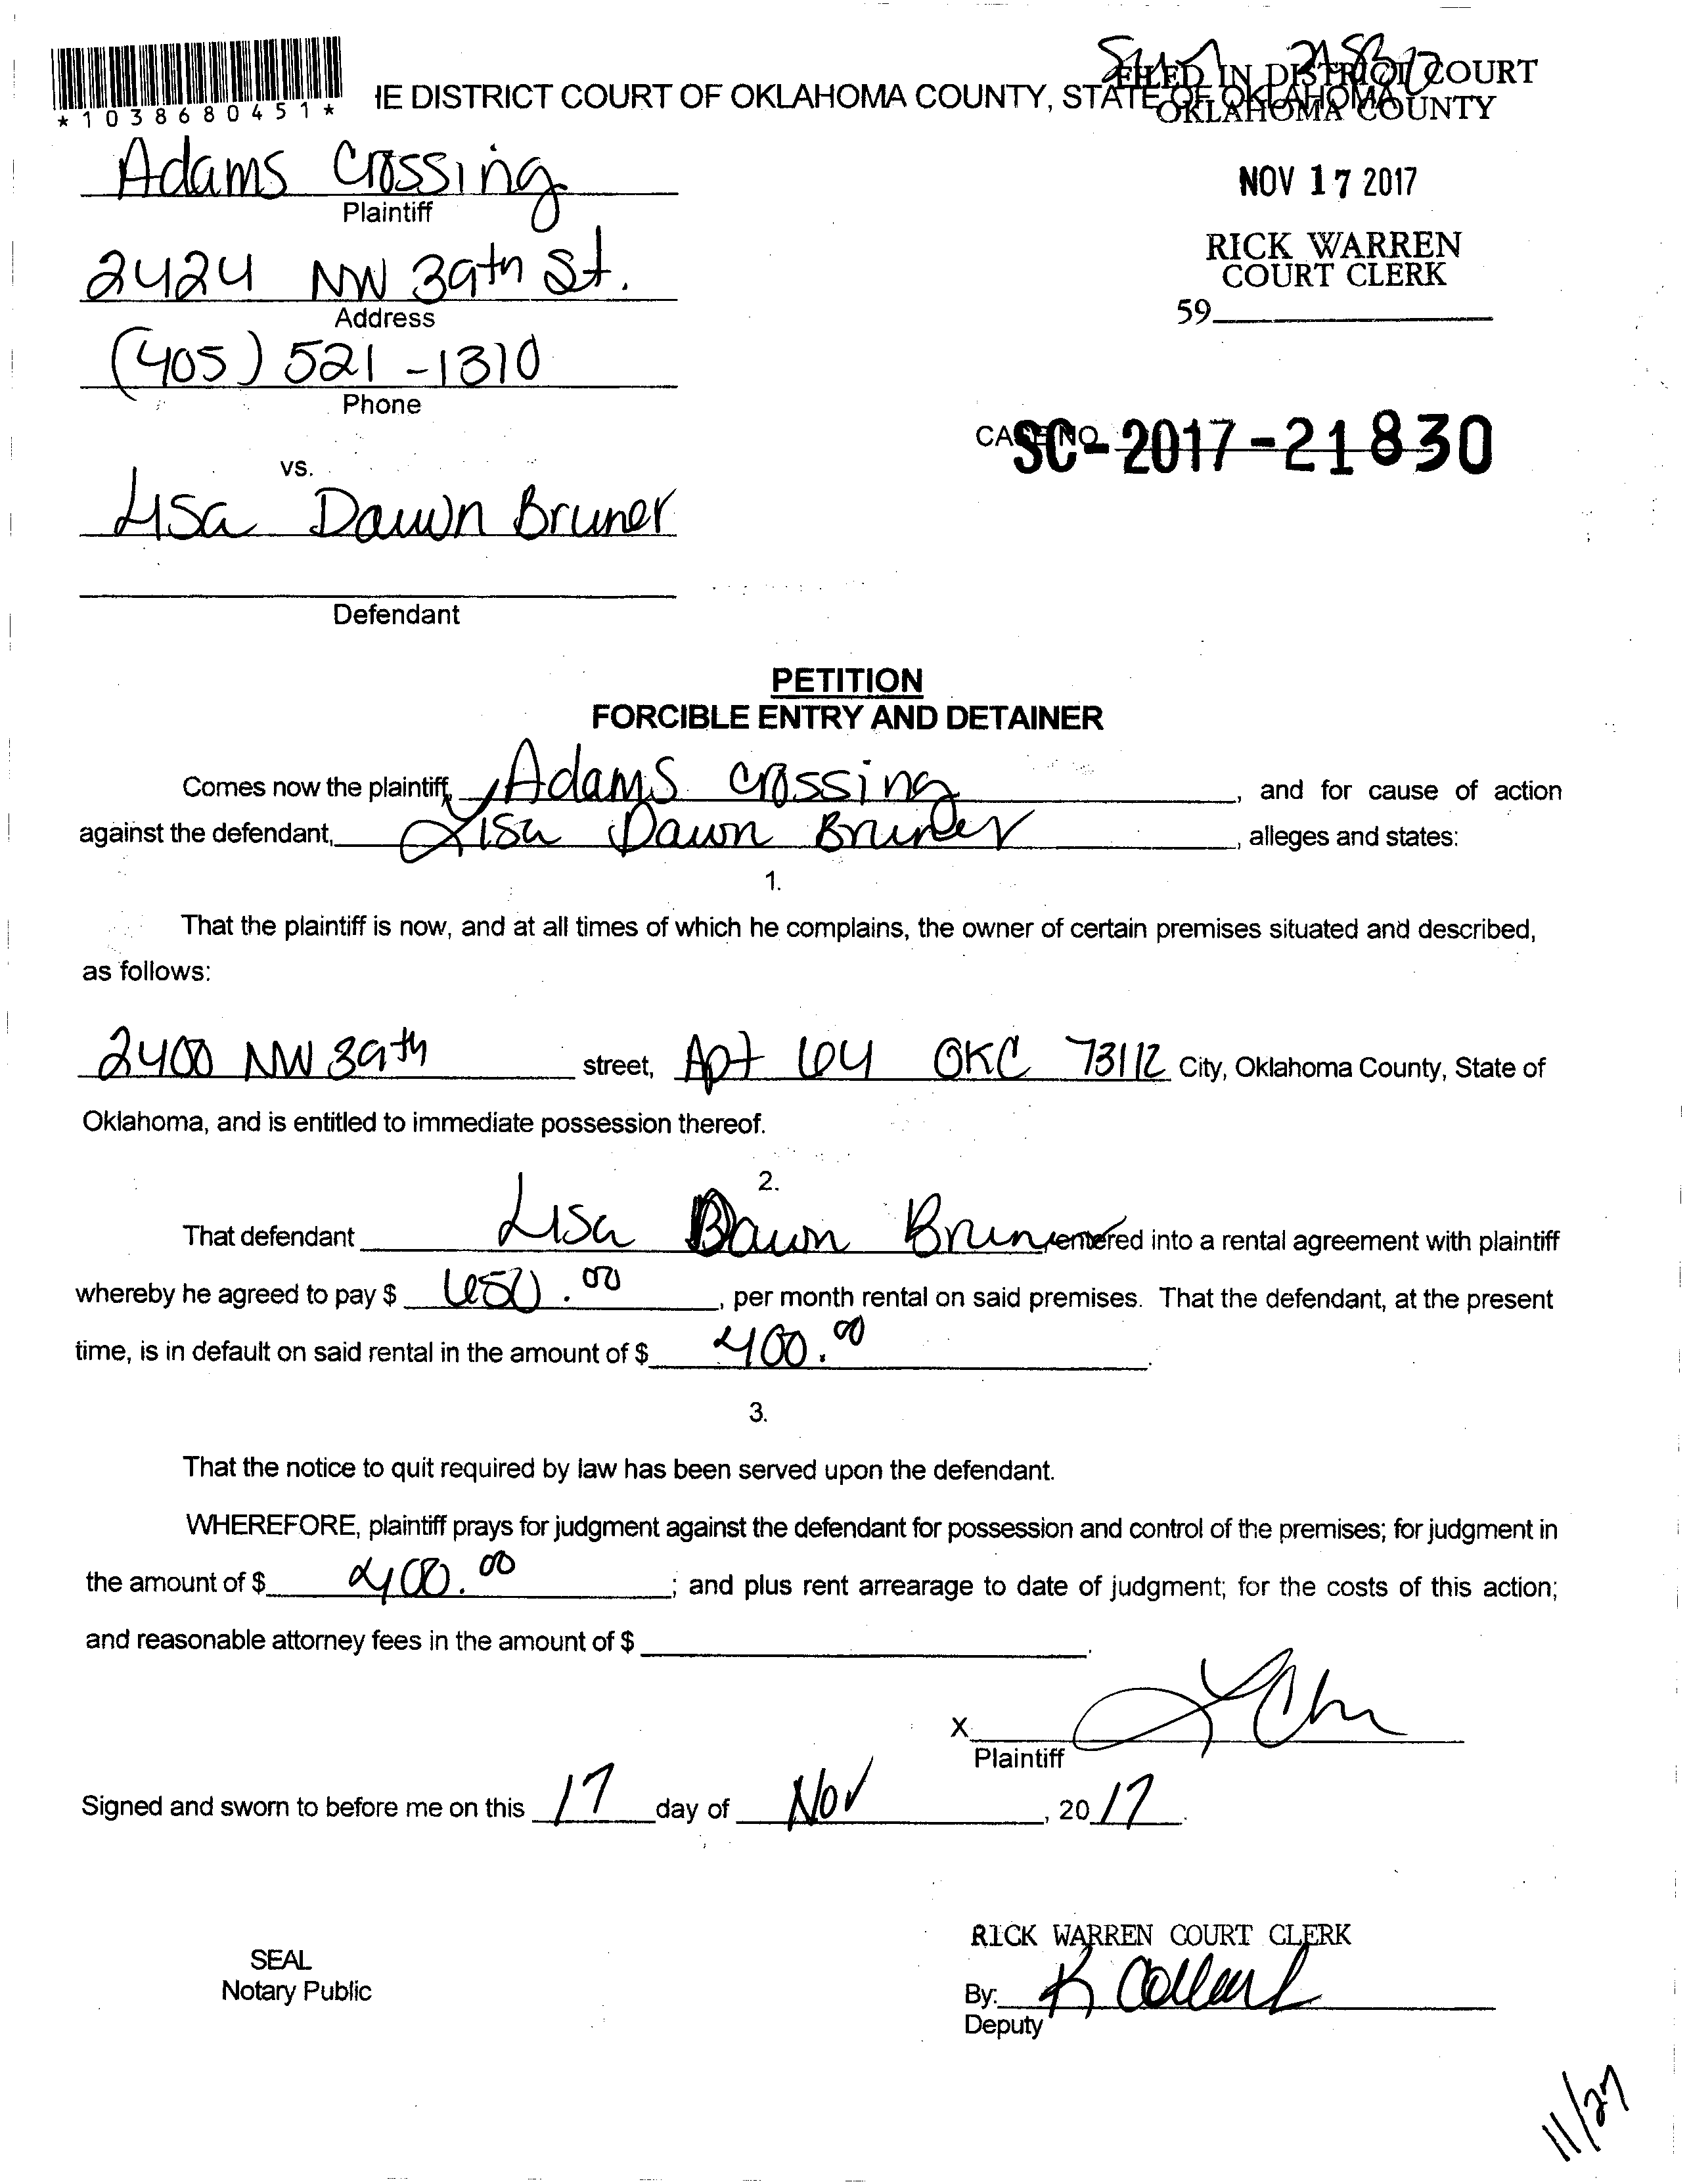 FILED IN DISTRICT COURT
*1038680451*
IE DISTRICT COURT OF OKLAHOMA COUNTY, STATE OF OKLAHOMA
OKLAHOMA COUNTY
Adams Crossing
Plaintiff
NOV 17 2017
2424 NW 39th St.
Address
RICK WARREN
COURT CLERK
59
(405) 521-1310
Phone
CASE NO.
SC-2017-21830
vs.
Lisa Dawn Bruner
Defendant
PETITION
FORCIBLE ENTRY AND DETAINER
Comes now the plaintiff, Adams Crossing, and for cause of action
against the defendant, Lisa Dawn Bruner, alleges and states:
1.
That the plaintiff is now, and at all times of which he complains, the owner of certain premises situated and described,
as follows:
2400 NW 39th street, Apt 104 OKC 73112 City, Oklahoma County, State of
Oklahoma, and is entitled to immediate possession thereof.
2.
That defendant Lisa Dawn Bruner entered into a rental agreement with plaintiff
whereby he agreed to pay $ 650.00, per month rental on said premises. That the defendant, at the present
time, is in default on said rental in the amount of $ 400.00.
3.
That the notice to quit required by law has been served upon the defendant.
WHEREFORE, plaintiff prays for judgment against the defendant for possession and control of the premises; for judgment in
the amount of $ 400.00; and plus rent arrearage to date of judgment; for the costs of this action;
and reasonable attorney fees in the amount of $ .
X
Plaintiff
Signed and sworn to before me on this 17 day of Nov, 20 17.
RICK WARREN COURT CLERK
SEAL
Notary Public
By:
Deputy
11/27